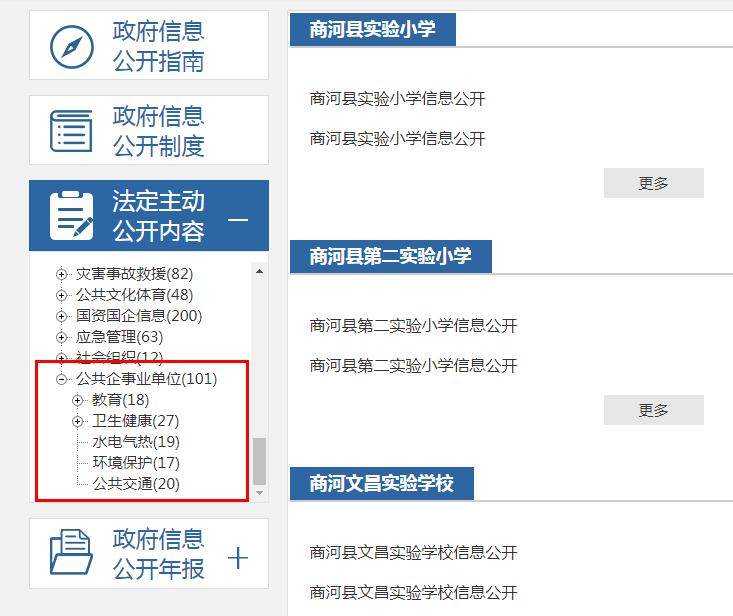 政府信息
公开指南
政府信息
公开制度
法定主动
公开内容
灾害事故救援(82)
公共文化体育(48)
国资国企信息(200)
应急管理(63)
社会组织(12)
公共企事业单位(101)
教育(18)
卫生健康(27)
水电气热(19)
环境保护(17)
公共交通(20)
政府信息
公开年报
商河县实验小学
商河县实验小学信息公开
商河县实验小学信息公开
更多
商河县第二实验小学
商河县第二实验小学信息公开
商河县第二实验小学信息公开
更多
商河文昌实验学校
商河县文昌实验学校信息公开
商河县文昌实验学校信息公开